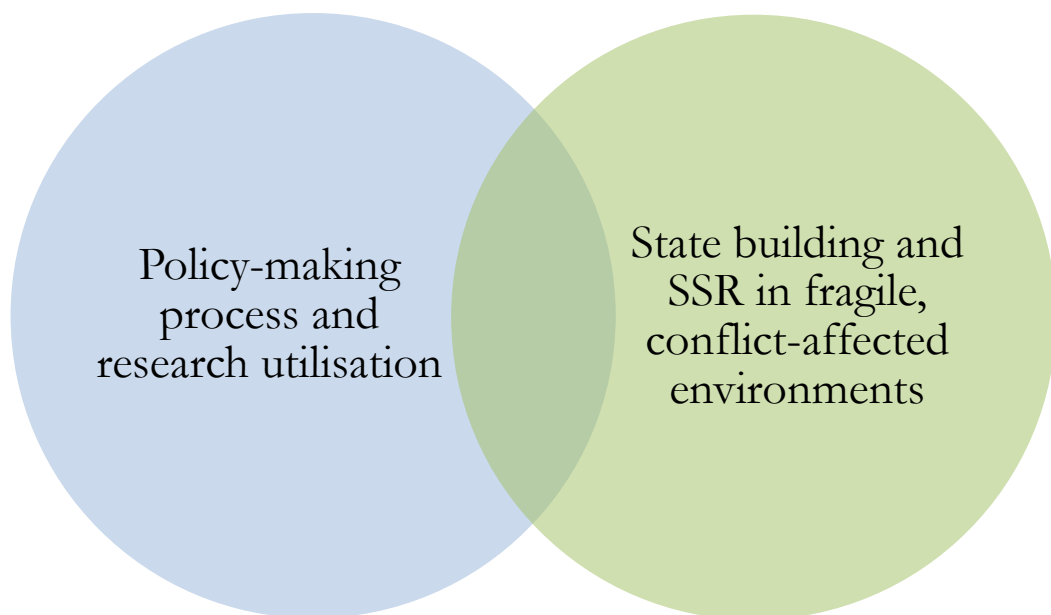 Policy-making
process and
research utilisation
State building and
SSR in fragile,
conflict-affected
environments